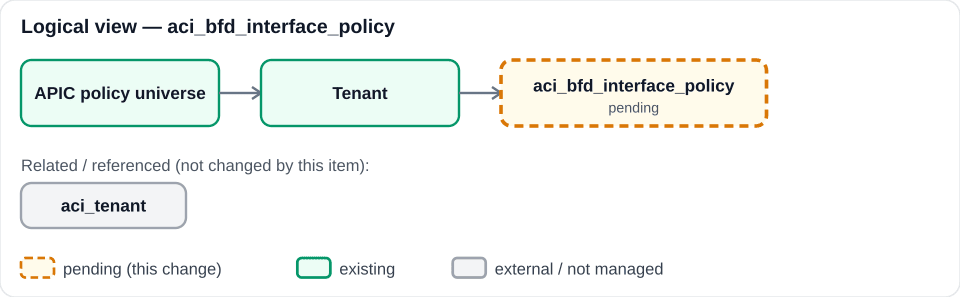 Logical view — aci_bfd_interface_policy
APIC policy universe
Tenant
aci_bfd_interface_policy
pending
Related / referenced (not changed by this item):
aci_tenant
pending (this change)
existing
external / not managed